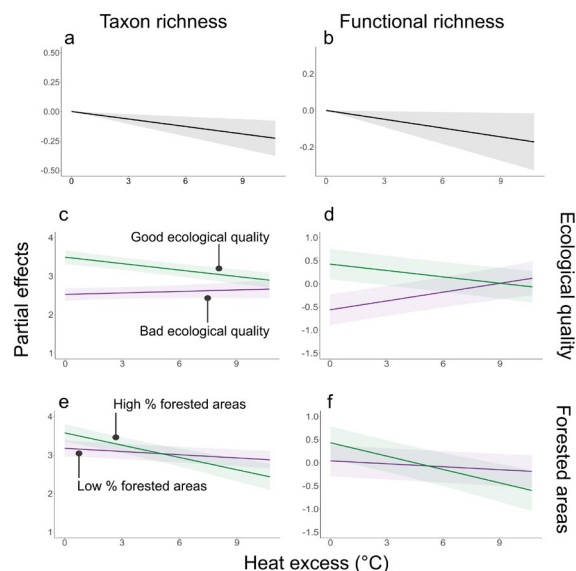 Taxon richness
Functional richness
a
0.50
0.25
0.00
-0.25
-0.50
0 3 6 9
b
0.2
0.0
-0.2
0 3 6 9
c
4
3
2
1
Good ecological quality
Bad ecological quality
0 3 6 9
d
1.0
0.5
0.0
-0.5
-1.0
-1.5
0 3 6 9
Ecological quality
Partial effects
e
4
3
2
1
High % forested areas
Low % forested areas
0 3 6 9
f
1.0
0.5
0.0
-0.5
-1.0
-1.5
0 3 6 9
Forested areas
Heat excess (°C)